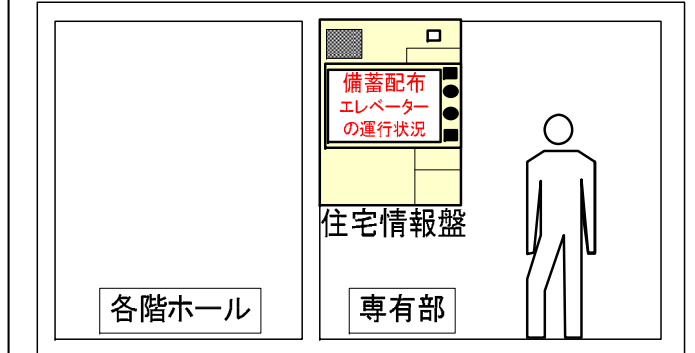 備蓄配布
エレベーター
の運行状況
住宅情報盤
各階ホール
専有部